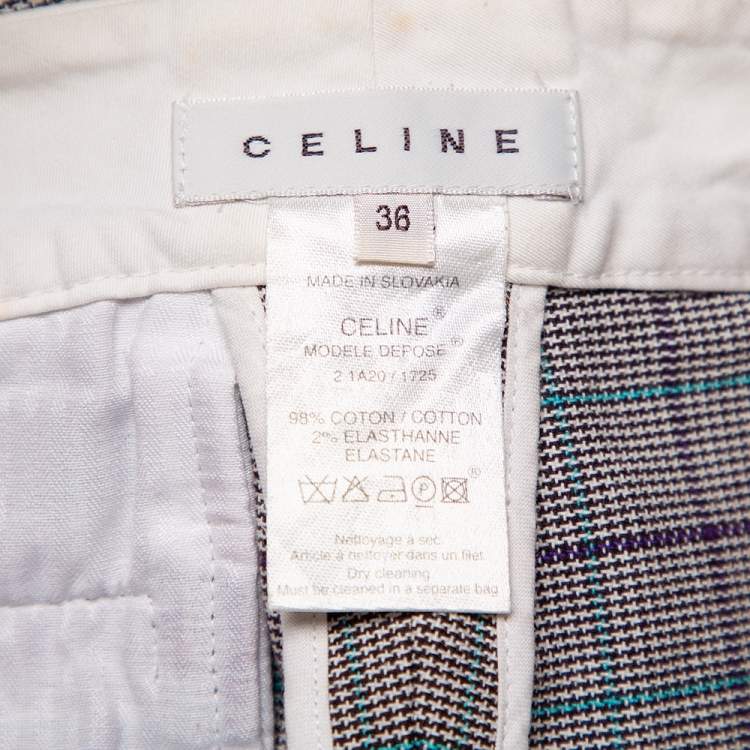 CELINE
36
MADE IN SLOVAKIA
CELINE®
MODELE DEPOSE®
2 1A20 / 1725
98% COTON / COTTON
2% ELASTHANNE
ELASTANE
®
Nettoyage à sec
Article à nettoyer dans un filet
Dry cleaning
Must be cleaned in a separate bag